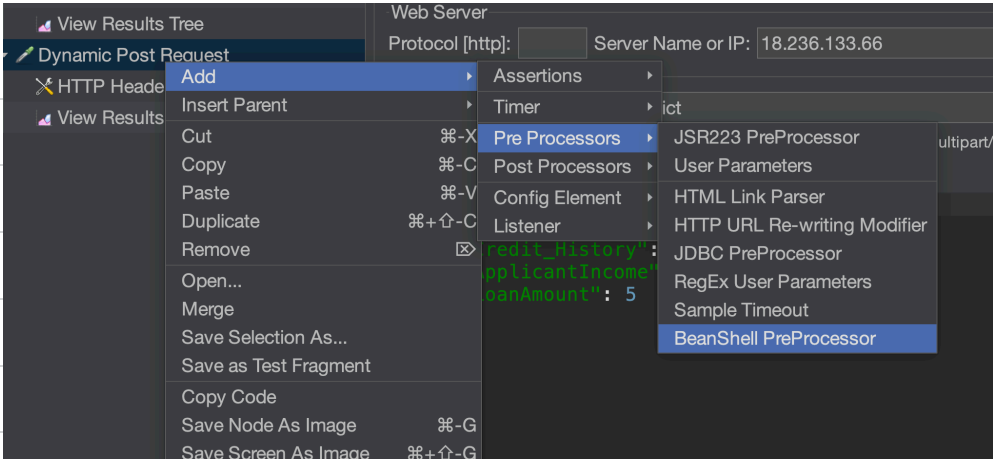 View Results Tree
Dynamic Post Request
HTTP Heade
View Results
Web Server
Protocol [http]:
Server Name or IP: 18.236.133.66
ict
ultipart/
Add
Insert Parent
Cut ⌘-X
Copy ⌘-C
Paste ⌘-V
Duplicate ⌘+⇧-C
Remove ⌦
Open...
Merge
Save Selection As...
Save as Test Fragment
Copy Code
Save Node As Image ⌘-G
Save Screen As Image ⌘+⇧-G
Assertions
Timer
Pre Processors
Post Processors
Config Element
Listener
JSR223 PreProcessor
User Parameters
HTML Link Parser
HTTP URL Re-writing Modifier
JDBC PreProcessor
RegEx User Parameters
Sample Timeout
BeanShell PreProcessor
redit_History":
pplicantIncome"
oanAmount": 5